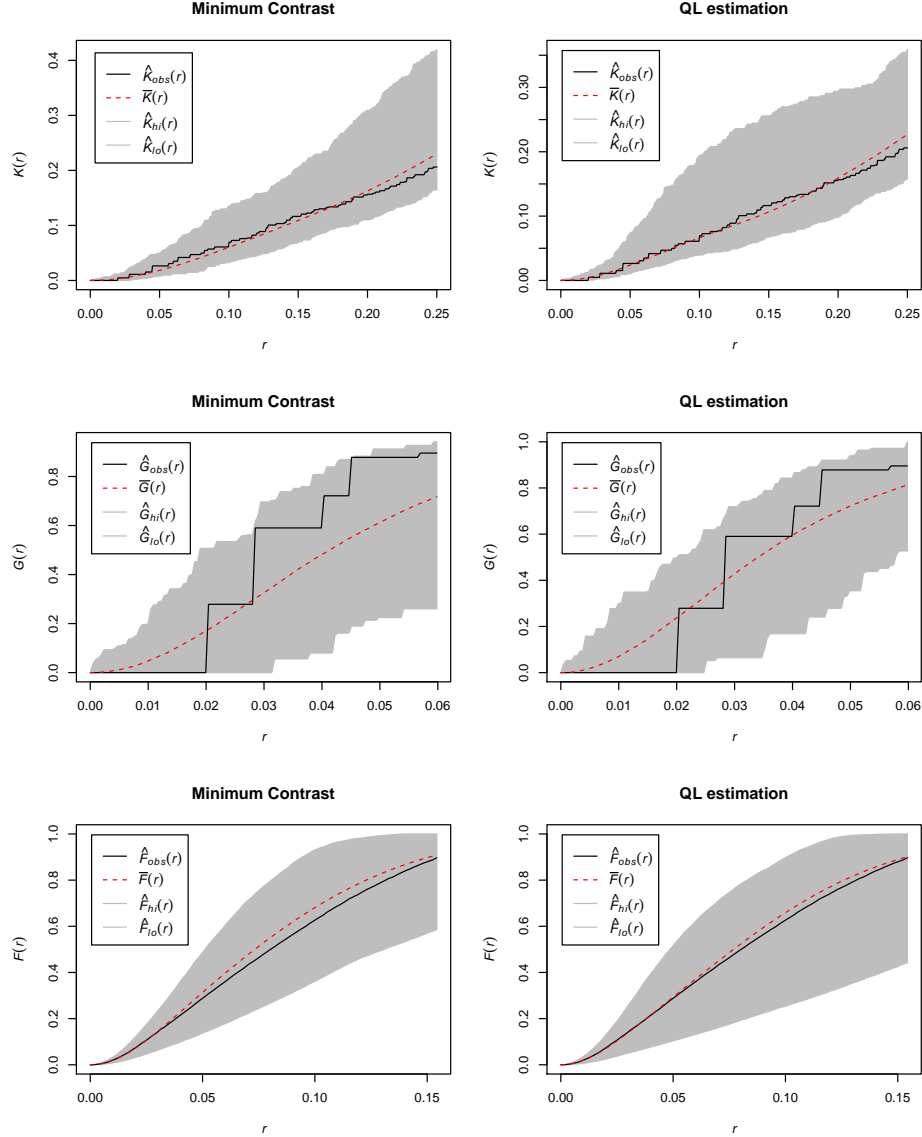 Minimum Contrast
K(r)
0.0 0.1 0.2 0.3 0.4
K̂obs(r)
K̄(r)
K̂hi(r)
K̂lo(r)
0.00 0.05 0.10 0.15 0.20 0.25
r
QL estimation
K(r)
0.00 0.10 0.20 0.30
K̂obs(r)
K̄(r)
K̂hi(r)
K̂lo(r)
0.00 0.05 0.10 0.15 0.20 0.25
r
Minimum Contrast
G(r)
0.0 0.2 0.4 0.6 0.8
Ĝobs(r)
Ḡ(r)
Ĝhi(r)
Ĝlo(r)
0.00 0.01 0.02 0.03 0.04 0.05 0.06
r
QL estimation
G(r)
0.0 0.2 0.4 0.6 0.8 1.0
Ĝobs(r)
Ḡ(r)
Ĝhi(r)
Ĝlo(r)
0.00 0.01 0.02 0.03 0.04 0.05 0.06
r
Minimum Contrast
F(r)
0.0 0.2 0.4 0.6 0.8 1.0
F̂obs(r)
F̄(r)
F̂hi(r)
F̂lo(r)
0.00 0.05 0.10 0.15
r
QL estimation
F(r)
0.0 0.2 0.4 0.6 0.8 1.0
F̂obs(r)
F̄(r)
F̂hi(r)
F̂lo(r)
0.00 0.05 0.10 0.15
r